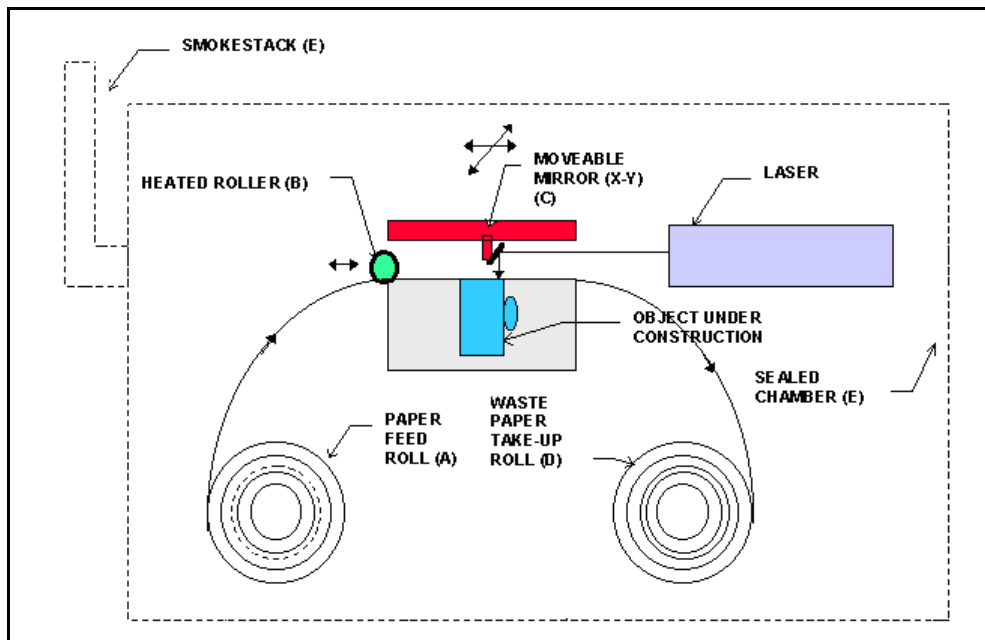 SMOKESTACK (E)
HEATED ROLLER (B)
MOVEABLE
MIRROR (X-Y)
(C)
LASER
OBJECT UNDER
CONSTRUCTION
SEALED
CHAMBER (E)
PAPER
FEED
ROLL (A)
WASTE
PAPER
TAKE-UP
ROLL (D)